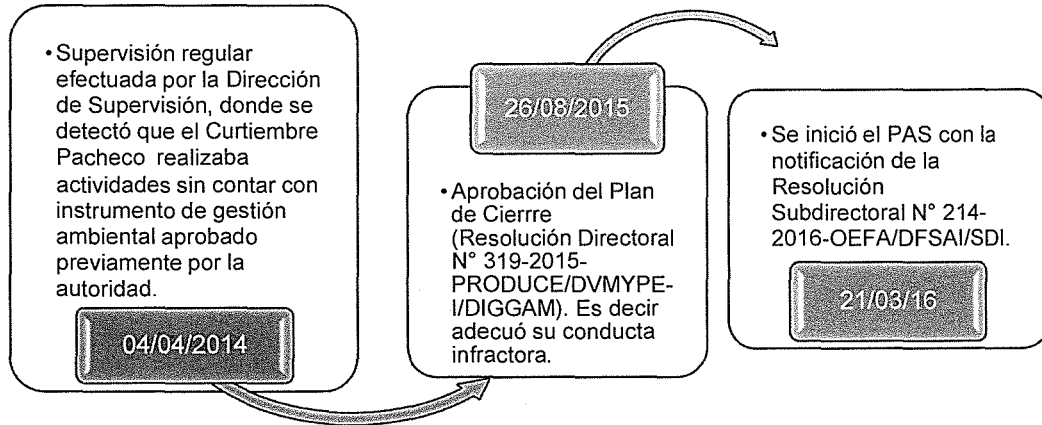 •Supervisión regular
efectuada por la Dirección
de Supervisión, donde se
detectó que el Curtiembre
Pacheco realizaba
actividades sin contar con
instrumento de gestión
ambiental aprobado
previamente por la
autoridad.
04/04/2014
26/08/2015
•Aprobación del Plan
de Cierrre
(Resolución Directoral
N° 319-2015-
PRODUCE/DVMYPE-
I/DIGGAM). Es decir
adecuó su conducta
infractora.
•Se inició el PAS con la
notificación de la
Resolución
Subdirectoral N° 214-
2016-OEFA/DFSAI/SDI.
21/03/16